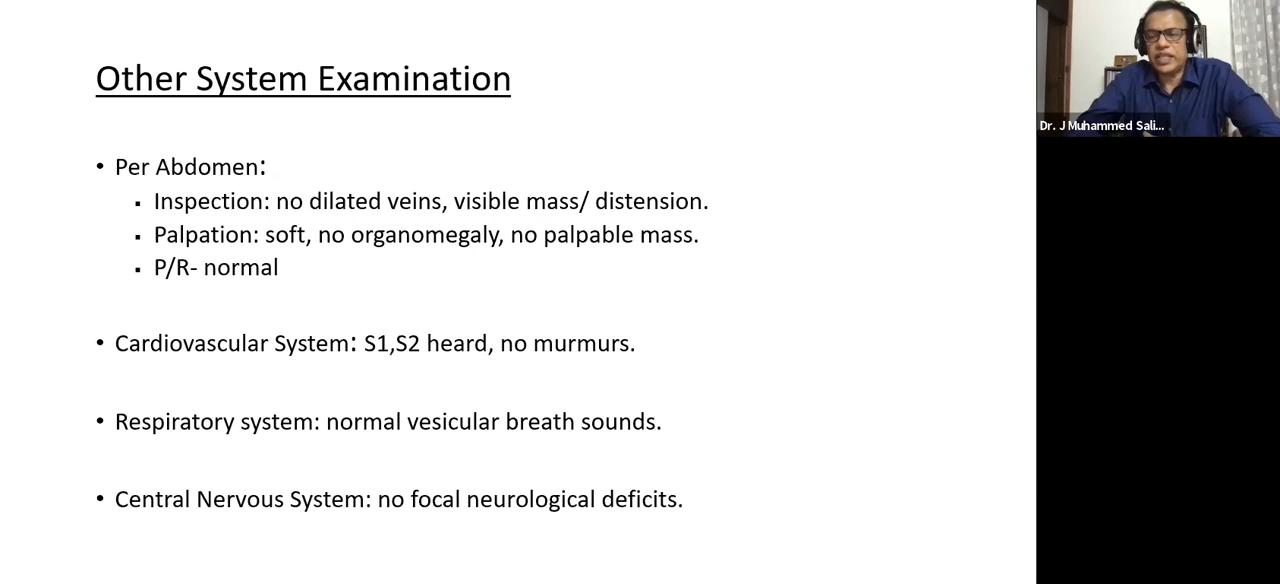 Other System Examination
• Per Abdomen:
▪ Inspection: no dilated veins, visible mass/ distension.
▪ Palpation: soft, no organomegaly, no palpable mass.
▪ P/R- normal
• Cardiovascular System: S1,S2 heard, no murmurs.
• Respiratory system: normal vesicular breath sounds.
• Central Nervous System: no focal neurological deficits.
Dr. J Muhammed Sali...